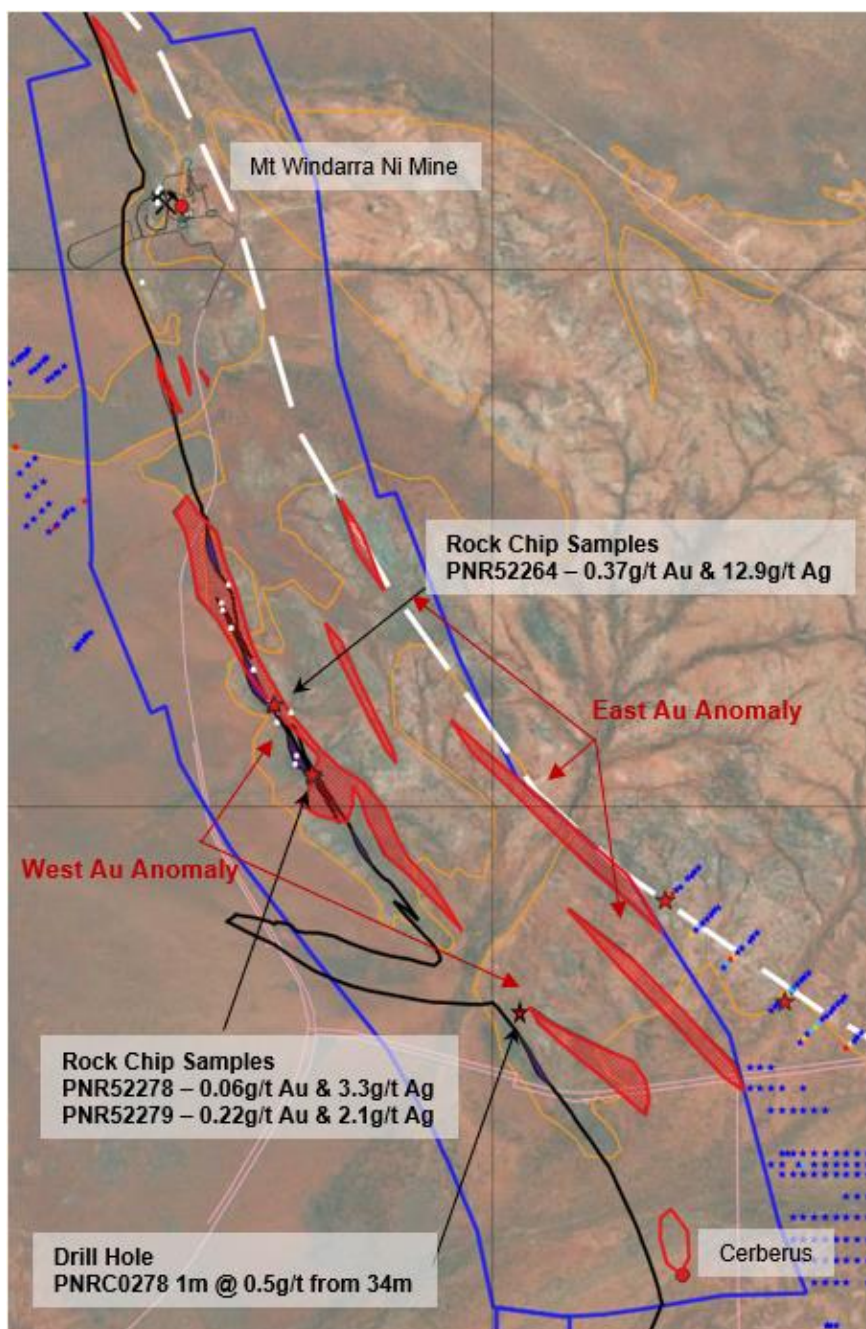 Mt Windarra Ni Mine
Rock Chip Samples
PNR52264 – 0.37g/t Au & 12.9g/t Ag
East Au Anomaly
West Au Anomaly
Rock Chip Samples
PNR52278 – 0.06g/t Au & 3.3g/t Ag
PNR52279 – 0.22g/t Au & 2.1g/t Ag
Drill Hole
PNRC0278 1m @ 0.5g/t from 34m
Cerberus